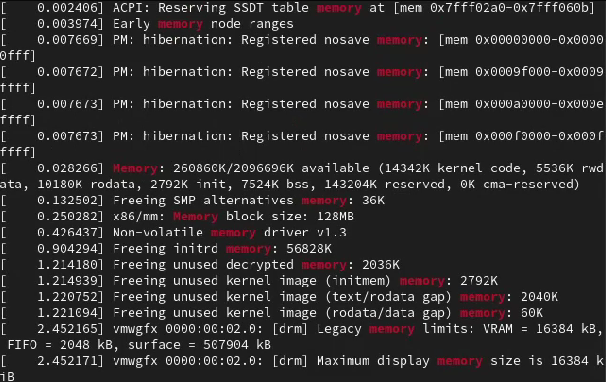 [    0.002406] ACPI: Reserving SSDT table memory at [mem 0x7fff02a0-0x7fff060b]
[    0.003974] Early memory node ranges
[    0.007669] PM: hibernation: Registered nosave memory: [mem 0x00000000-0x0000
0fff]
[    0.007672] PM: hibernation: Registered nosave memory: [mem 0x0009f000-0x0009
ffff]
[    0.007673] PM: hibernation: Registered nosave memory: [mem 0x000a0000-0x000e
ffff]
[    0.007673] PM: hibernation: Registered nosave memory: [mem 0x000f0000-0x000f
ffff]
[    0.028266] Memory: 260860K/2096696K available (14342K kernel code, 5536K rwd
ata, 10180K rodata, 2792K init, 7524K bss, 143204K reserved, 0K cma-reserved)
[    0.132502] Freeing SMP alternatives memory: 36K
[    0.250282] x86/mm: Memory block size: 128MB
[    0.426437] Non-volatile memory driver v1.3
[    0.904294] Freeing initrd memory: 56828K
[    1.214180] Freeing unused decrypted memory: 2036K
[    1.214939] Freeing unused kernel image (initmem) memory: 2792K
[    1.220752] Freeing unused kernel image (text/rodata gap) memory: 2040K
[    1.221094] Freeing unused kernel image (rodata/data gap) memory: 60K
[    2.452165] vmwgfx 0000:00:02.0: [drm] Legacy memory limits: VRAM = 16384 kB,
FIFO = 2048 kB, surface = 507904 kB
[    2.452171] vmwgfx 0000:00:02.0: [drm] Maximum display memory size is 16384 k
iB